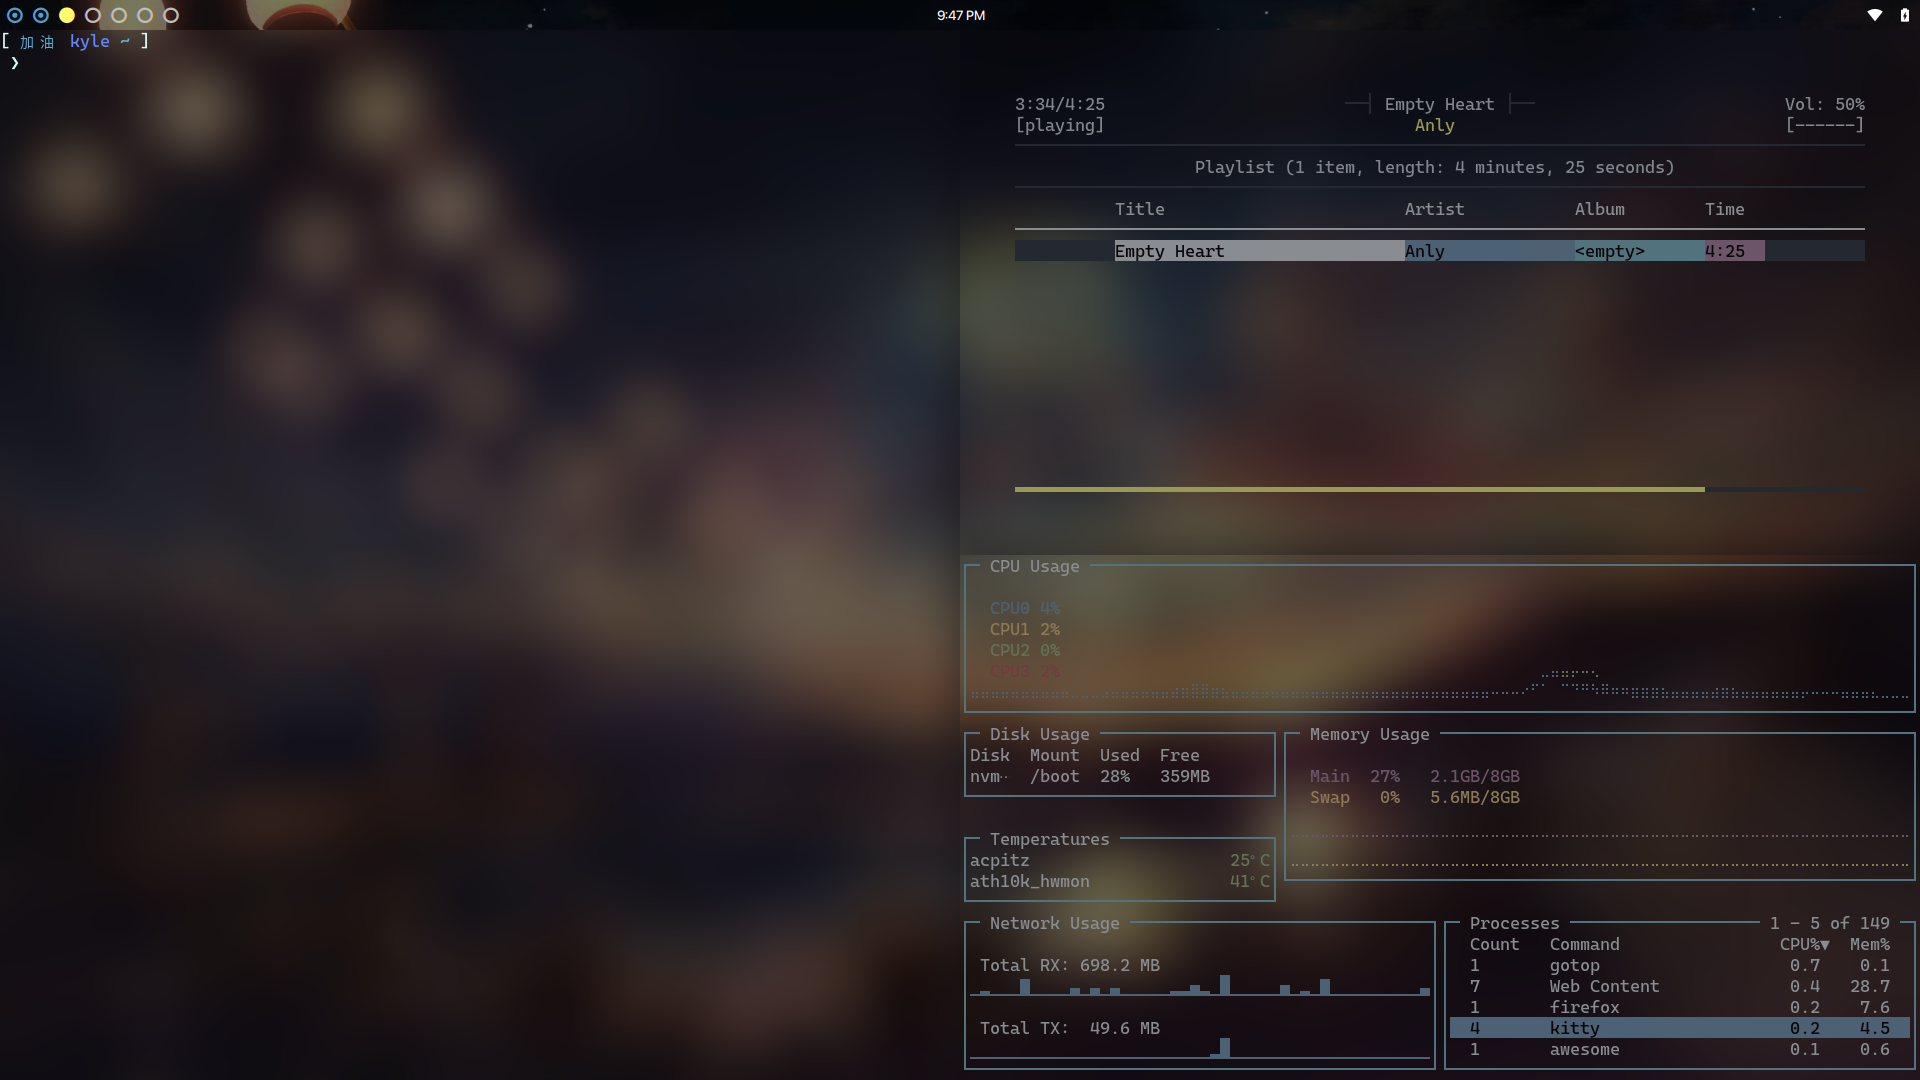 9:47 PM
[ 加油 kyle ~ ]
❯
3:34/4:25 Empty Heart Vol: 50%
[playing] Anly [------]
Playlist (1 item, length: 4 minutes, 25 seconds)
Title Artist Album Time
Empty Heart Anly <empty> 4:25
CPU Usage
CPU0 4%
CPU1 2%
CPU2 0%
CPU3 2%
Disk Usage
Disk Mount Used Free
nvm… /boot 28% 359MB
Memory Usage
Main 27% 2.1GB/8GB
Swap 0% 5.6MB/8GB
Temperatures
acpitz 25°C
ath10k_hwmon 41°C
Network Usage
Total RX: 698.2 MB
Total TX: 49.6 MB
Processes 1 - 5 of 149
Count Command CPU%▼ Mem%
1 gotop 0.7 0.1
7 Web Content 0.4 28.7
1 firefox 0.2 7.6
4 kitty 0.2 4.5
1 awesome 0.1 0.6